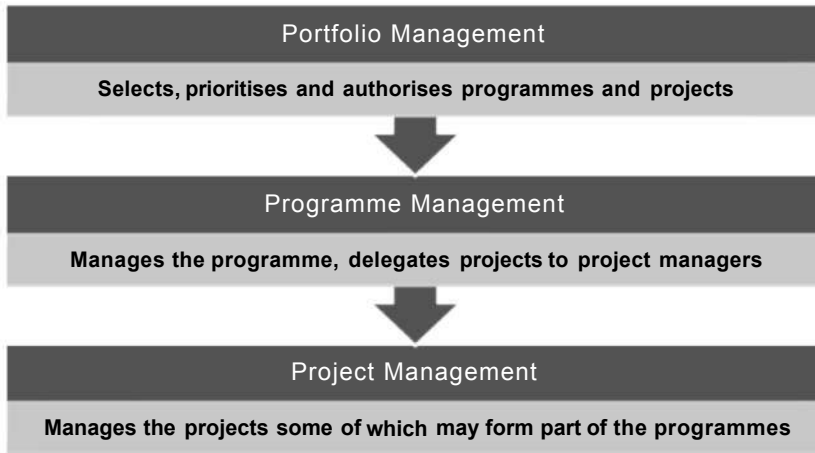 Portfolio Management
Selects, prioritises and authorises programmes and projects
Programme Management
Manages the programme, delegates projects to project managers
Project Management
Manages the projects some of which may form part of the programmes